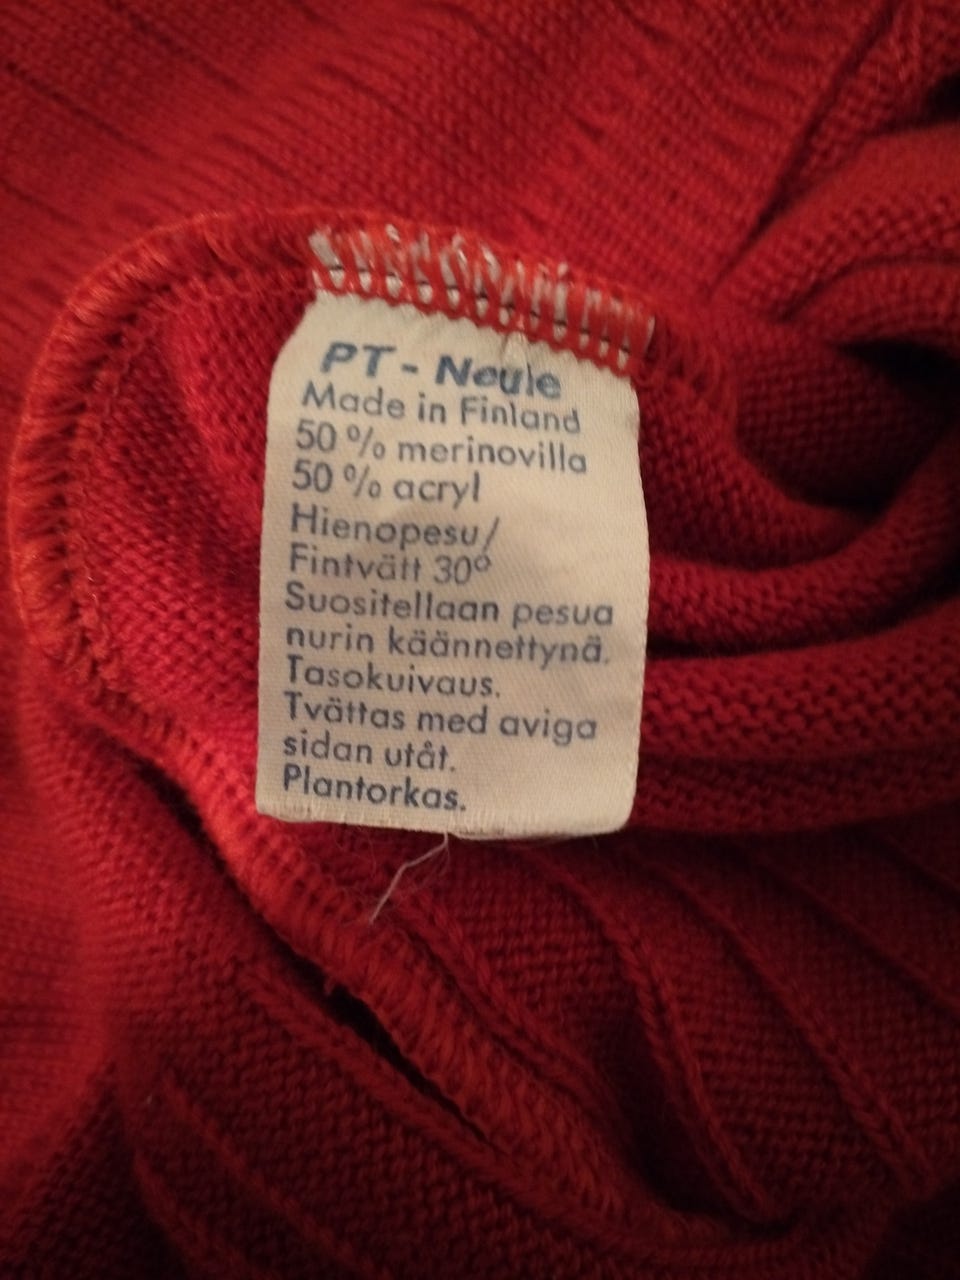 PT - Neule
Made in Finland
50 % merinovilla
50 % acryl
Hienopesu/
Fintvätt 30º
Suositellaan pesua
nurin käännettynä.
Tasokuivaus.
Tvättas med aviga
sidan utåt.
Plantorkas.